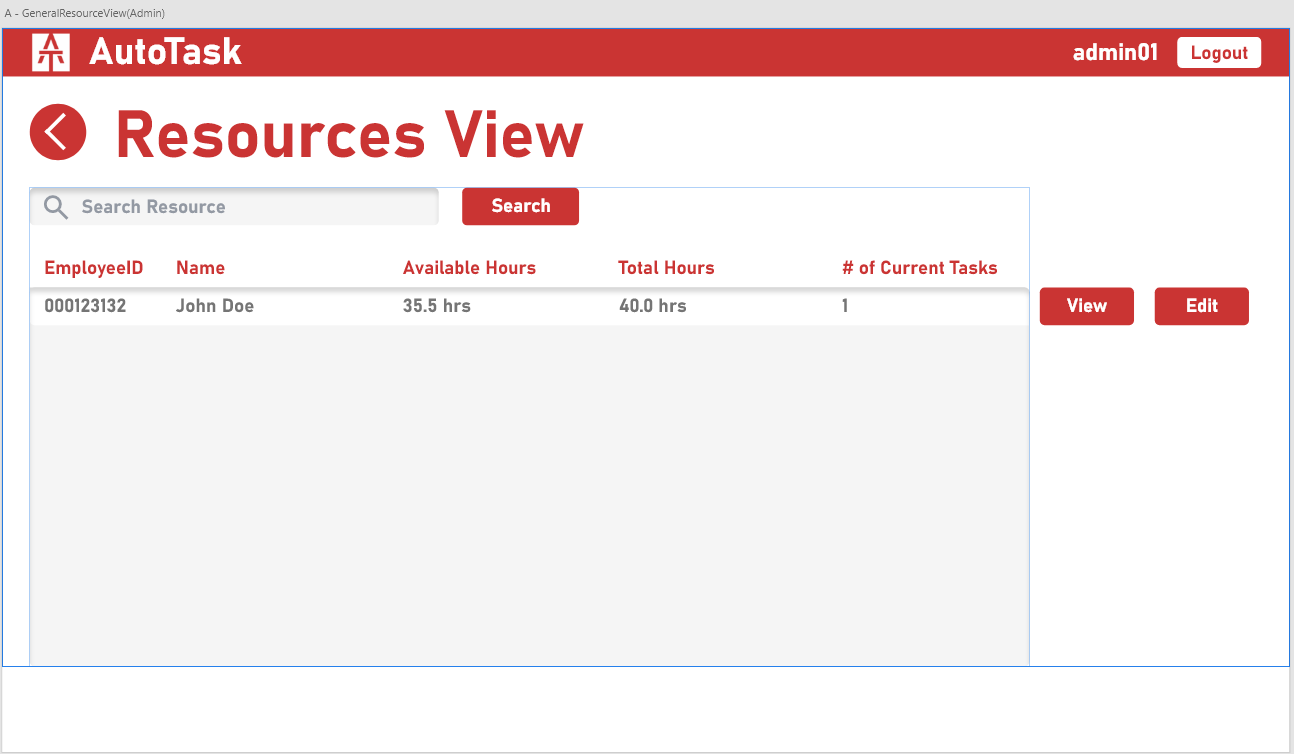 A - GeneralResourceView(Admin)
AutoTask admin01 Logout
Resources View
Search Resource Search
EmployeeID Name Available Hours Total Hours # of Current Tasks
000123132 John Doe 35.5 hrs 40.0 hrs 1 View Edit